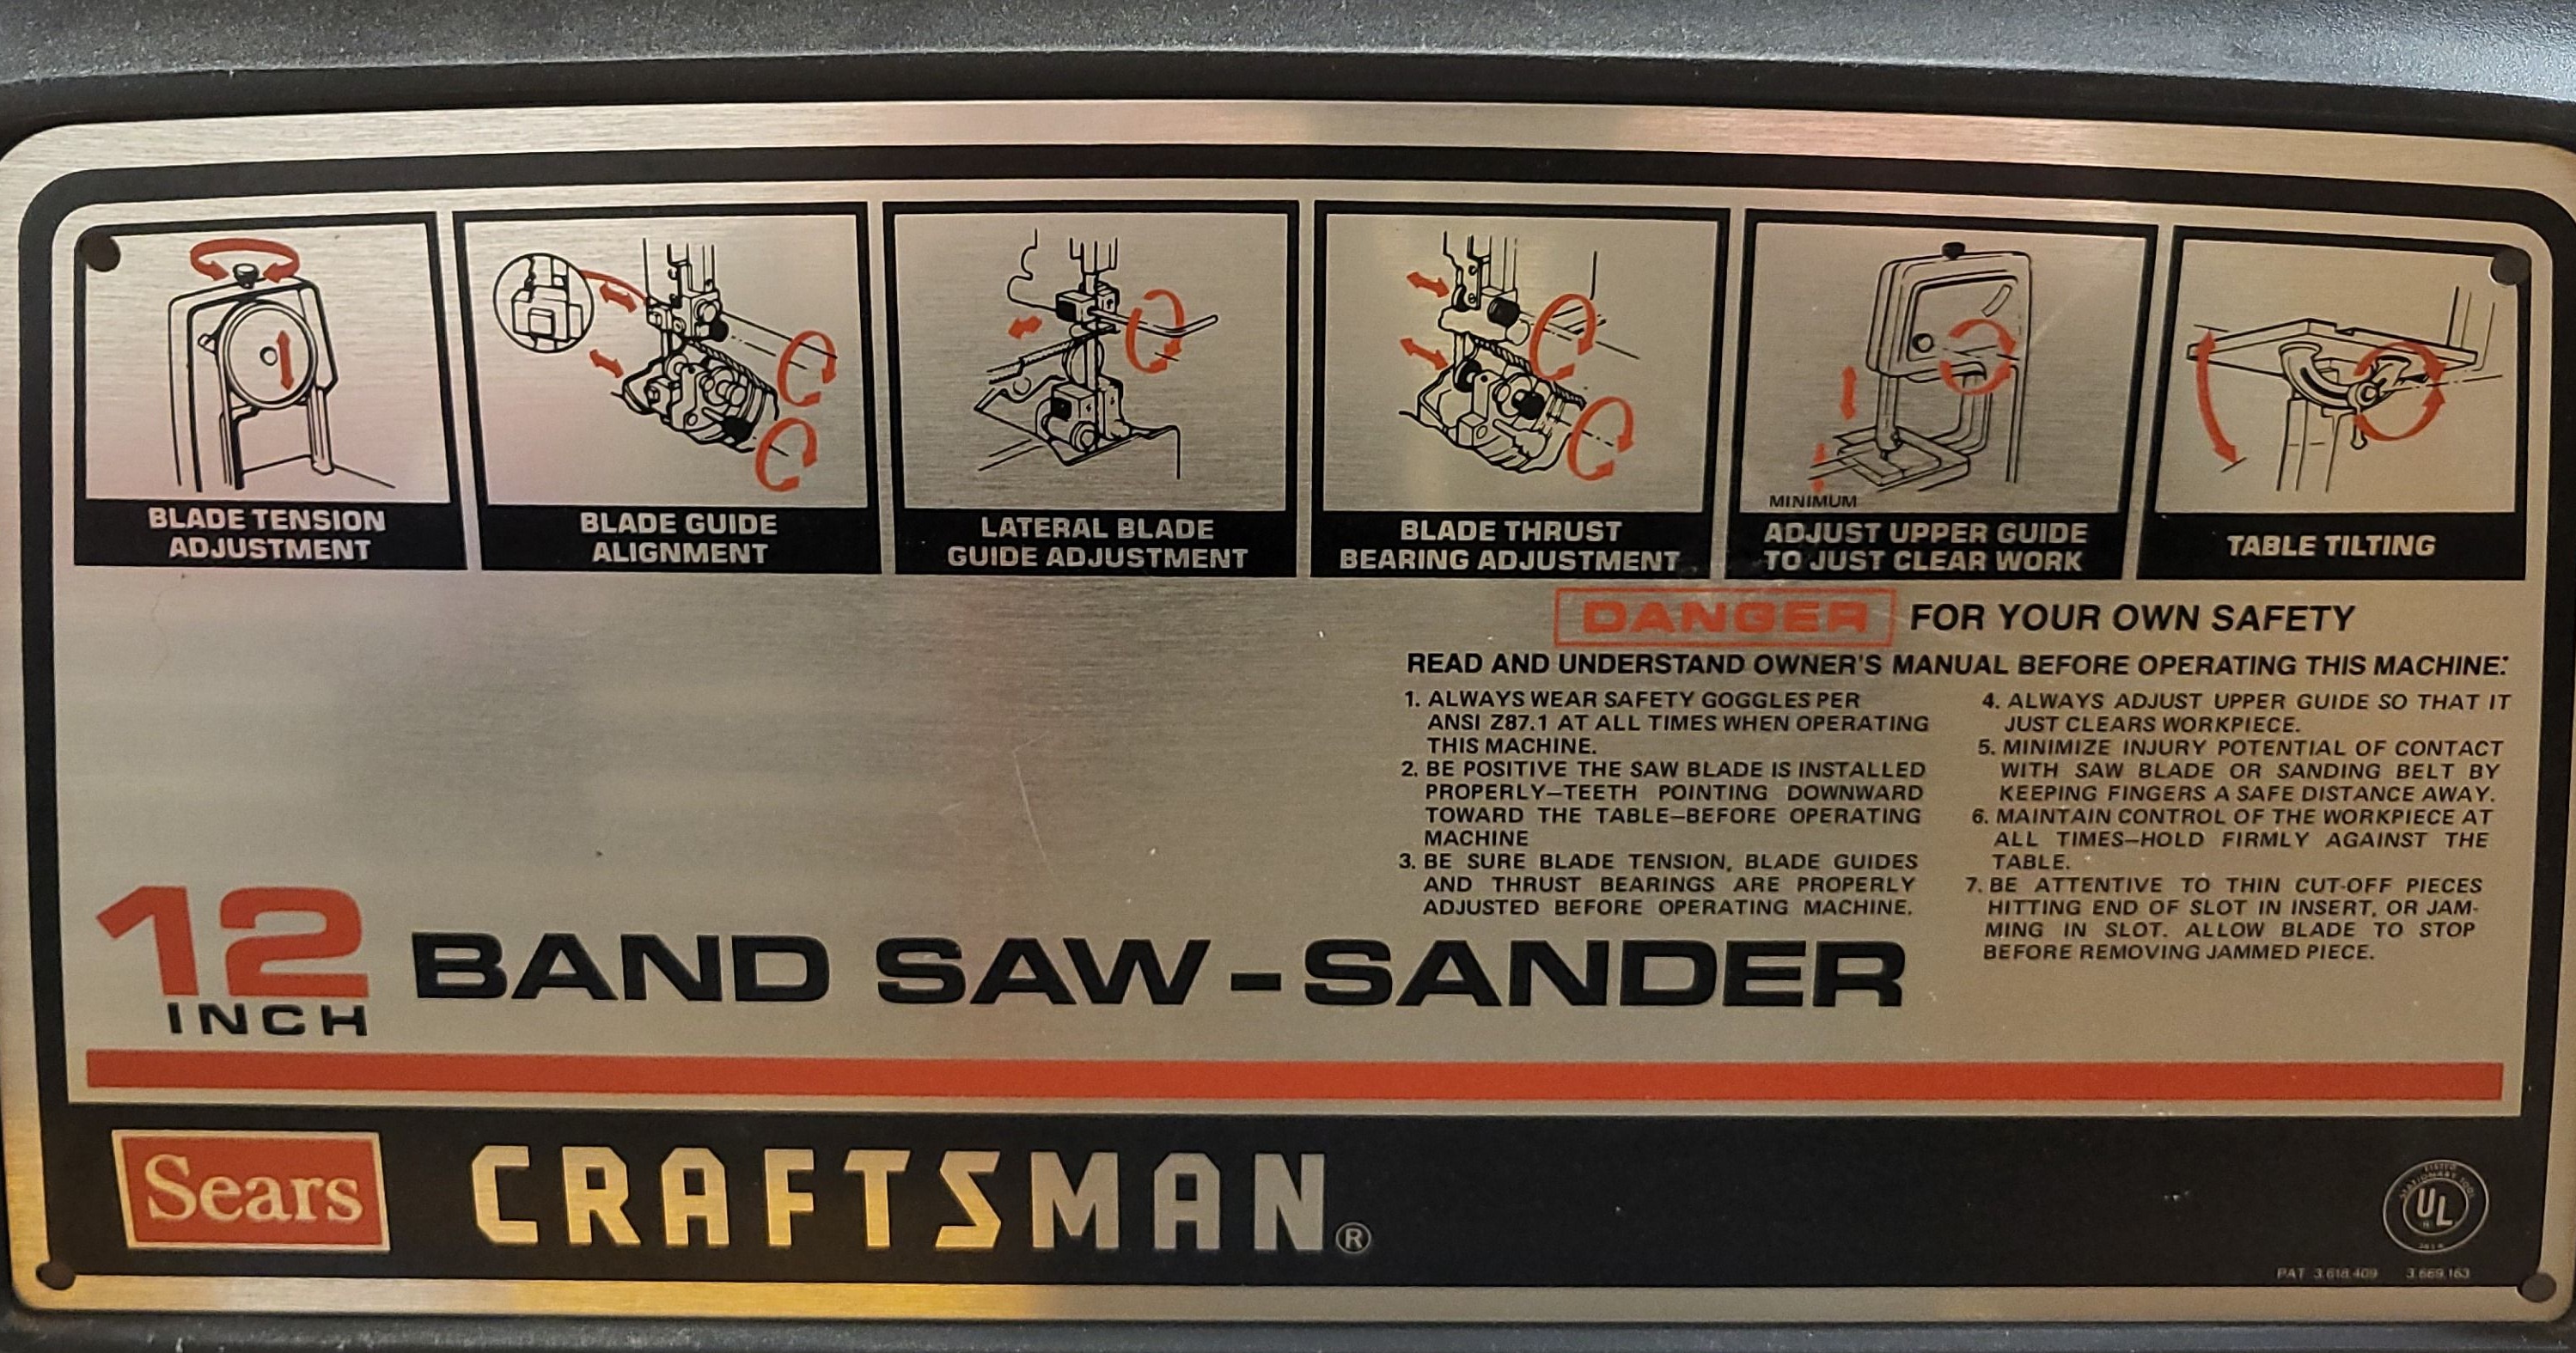 MINIMUM
BLADE TENSION
ADJUSTMENT
BLADE GUIDE
ALIGNMENT
LATERAL BLADE
GUIDE ADJUSTMENT
BLADE THRUST
BEARING ADJUSTMENT
ADJUST UPPER GUIDE
TO JUST CLEAR WORK
TABLE TILTING
DANGER FOR YOUR OWN SAFETY
READ AND UNDERSTAND OWNER'S MANUAL BEFORE OPERATING THIS MACHINE:
1. ALWAYS WEAR SAFETY GOGGLES PER
ANSI Z87.1 AT ALL TIMES WHEN OPERATING
THIS MACHINE.
2. BE POSITIVE THE SAW BLADE IS INSTALLED
PROPERLY—TEETH POINTING DOWNWARD
TOWARD THE TABLE—BEFORE OPERATING
MACHINE
3. BE SURE BLADE TENSION, BLADE GUIDES
AND THRUST BEARINGS ARE PROPERLY
ADJUSTED BEFORE OPERATING MACHINE.
4. ALWAYS ADJUST UPPER GUIDE SO THAT IT
JUST CLEARS WORKPIECE.
5. MINIMIZE INJURY POTENTIAL OF CONTACT
WITH SAW BLADE OR SANDING BELT BY
KEEPING FINGERS A SAFE DISTANCE AWAY.
6. MAINTAIN CONTROL OF THE WORKPIECE AT
ALL TIMES—HOLD FIRMLY AGAINST THE
TABLE.
7. BE ATTENTIVE TO THIN CUT-OFF PIECES
HITTING END OF SLOT IN INSERT, OR JAM-
MING IN SLOT. ALLOW BLADE TO STOP
BEFORE REMOVING JAMMED PIECE.
12
INCH
BAND SAW-SANDER
Sears
CRAFTSMAN®
LISTED
STATIONARY TOOL
UL
PAT 3,618,409 3,669,163